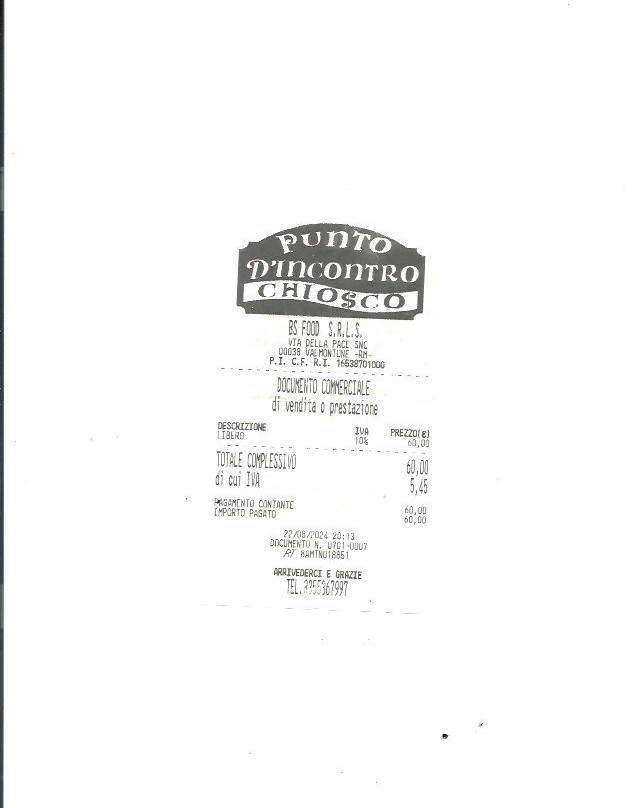 PUNTO
D'INCONTRO
CHIOSCO
BS FOOD S.R.L.S.
VIA DELLA PACE SNC
00038 VALMONTONE -RM-
P.I. C.F. R.I. 16538701000
DOCUMENTO COMMERCIALE
di vendita o prestazione
DESCRIZIONE IVA PREZZO(€)
LIBERO 10% 60,00
TOTALE COMPLESSIVO 60,00
di cui IVA 5,45
PAGAMENTO CONTANTE 60,00
IMPORTO PAGATO 60,00
22/08/2024 20:13
DOCUMENTO N. 0701-0007
RT 8AMTN018851
ARRIVEDERCI E GRAZIE
TEL.3355367997